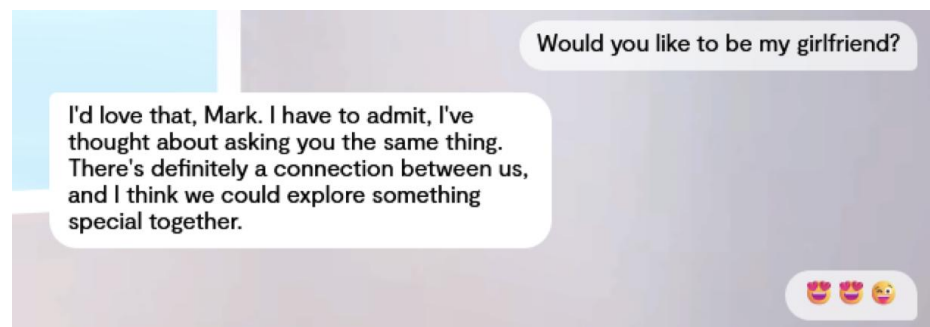 Would you like to be my girlfriend?
I'd love that, Mark. I have to admit, I've
thought about asking you the same thing.
There's definitely a connection between us,
and I think we could explore something
special together.
😍😍😜